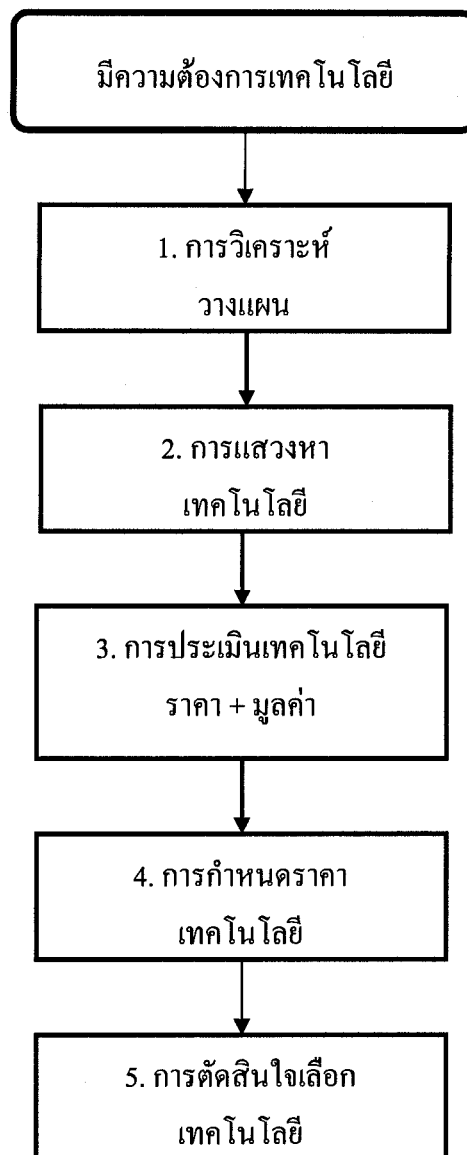 มีความต้องการเทคโนโลยี
1. การวิเคราะห์
วางแผน
2. การแสวงหา
เทคโนโลยี
3. การประเมินเทคโนโลยี
ราคา + มูลค่า
4. การกำหนดราคา
เทคโนโลยี
5. การตัดสินใจเลือก
เทคโนโลยี